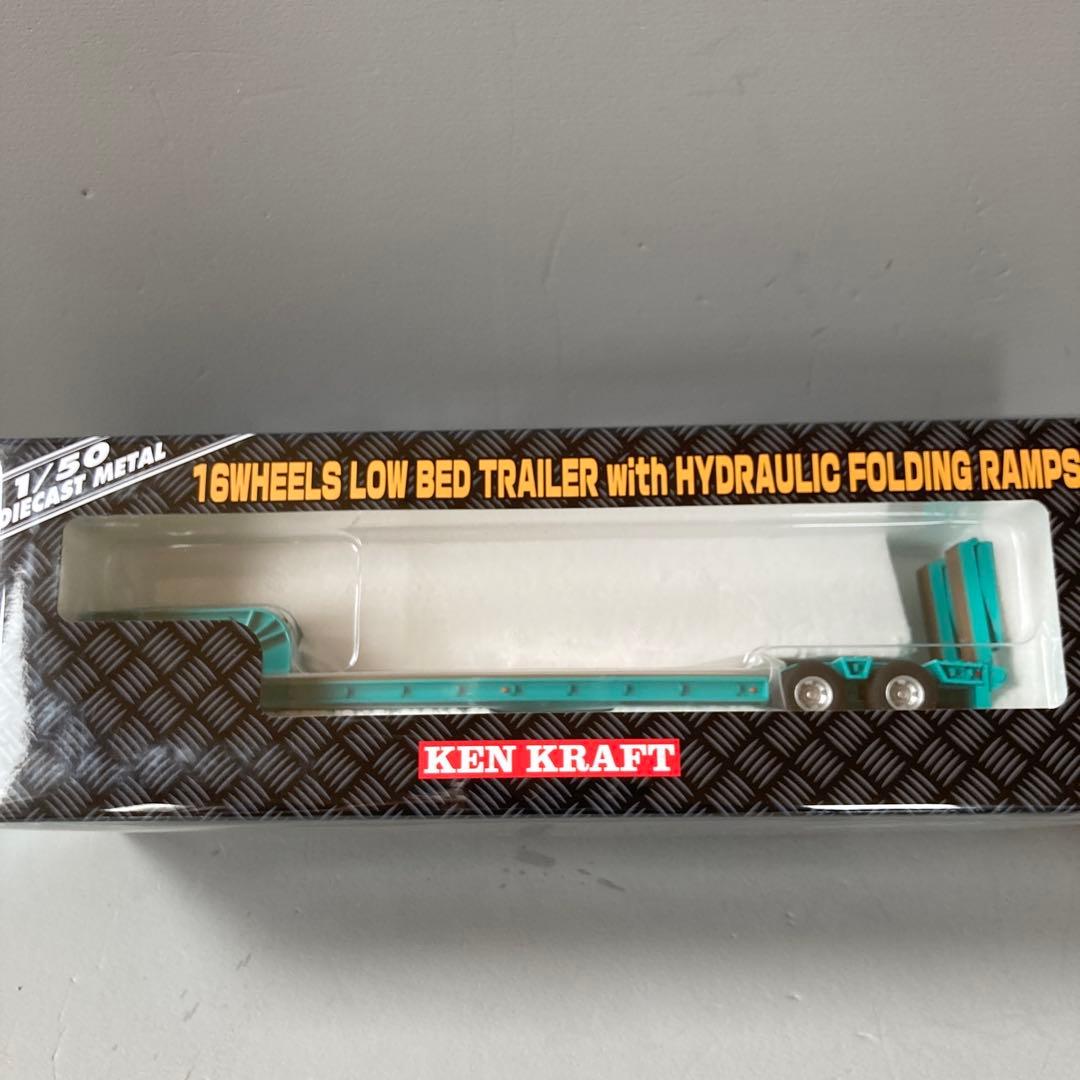 1/50
DIECAST METAL
16WHEELS LOW BED TRAILER with HYDRAULIC FOLDING RAMPS
KEN KRAFT